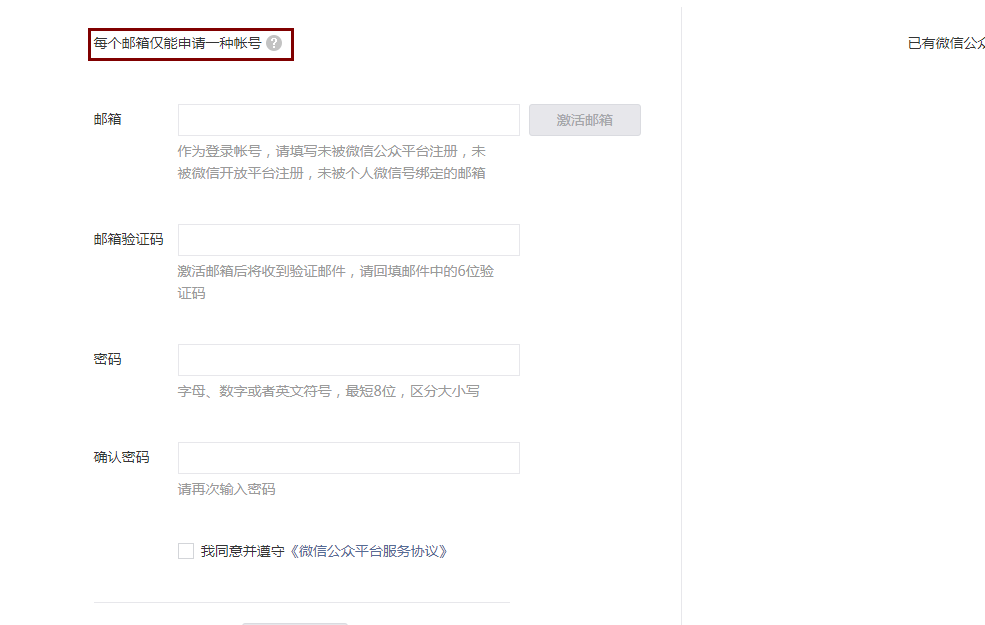 每个邮箱仅能申请一种帐号 ?
已有微信公众
邮箱
激活邮箱
作为登录帐号，请填写未被微信公众平台注册，未
被微信开放平台注册，未被个人微信号绑定的邮箱
邮箱验证码
激活邮箱后将收到验证邮件，请回填邮件中的6位验
证码
密码
字母、数字或者英文符号，最短8位，区分大小写
确认密码
请再次输入密码
我同意并遵守《微信公众平台服务协议》